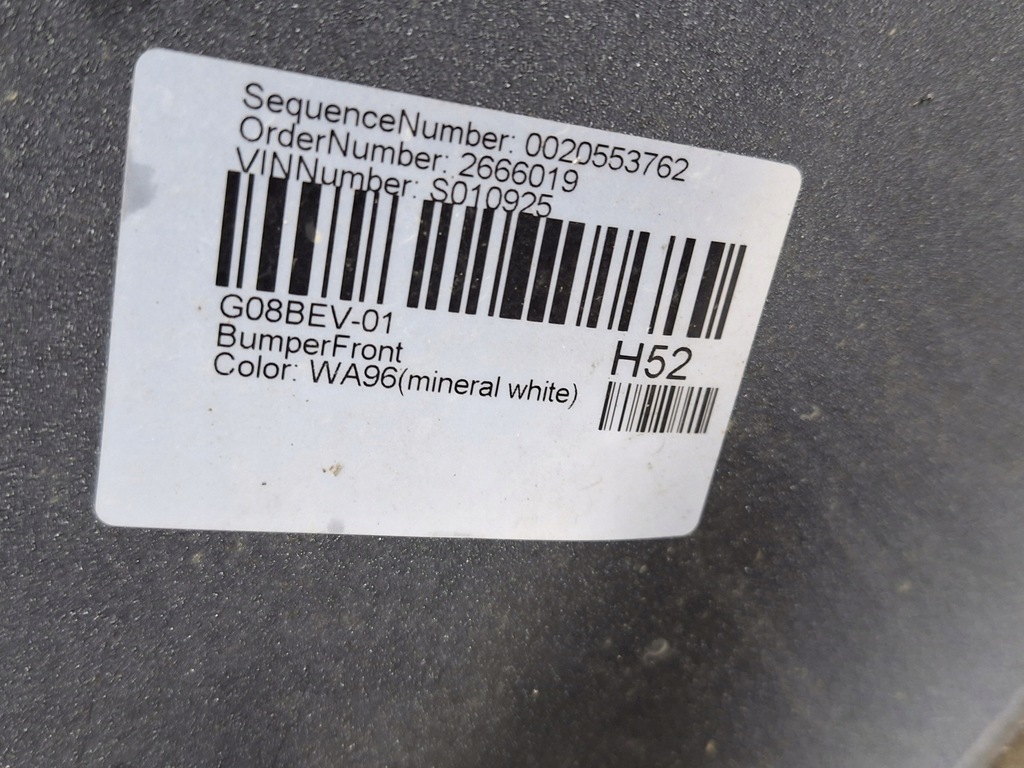 SequenceNumber: 0020553762
OrderNumber: 2666019
VINNumber: S010925
G08BEV-01
BumperFront
H52
Color: WA96(mineral white)